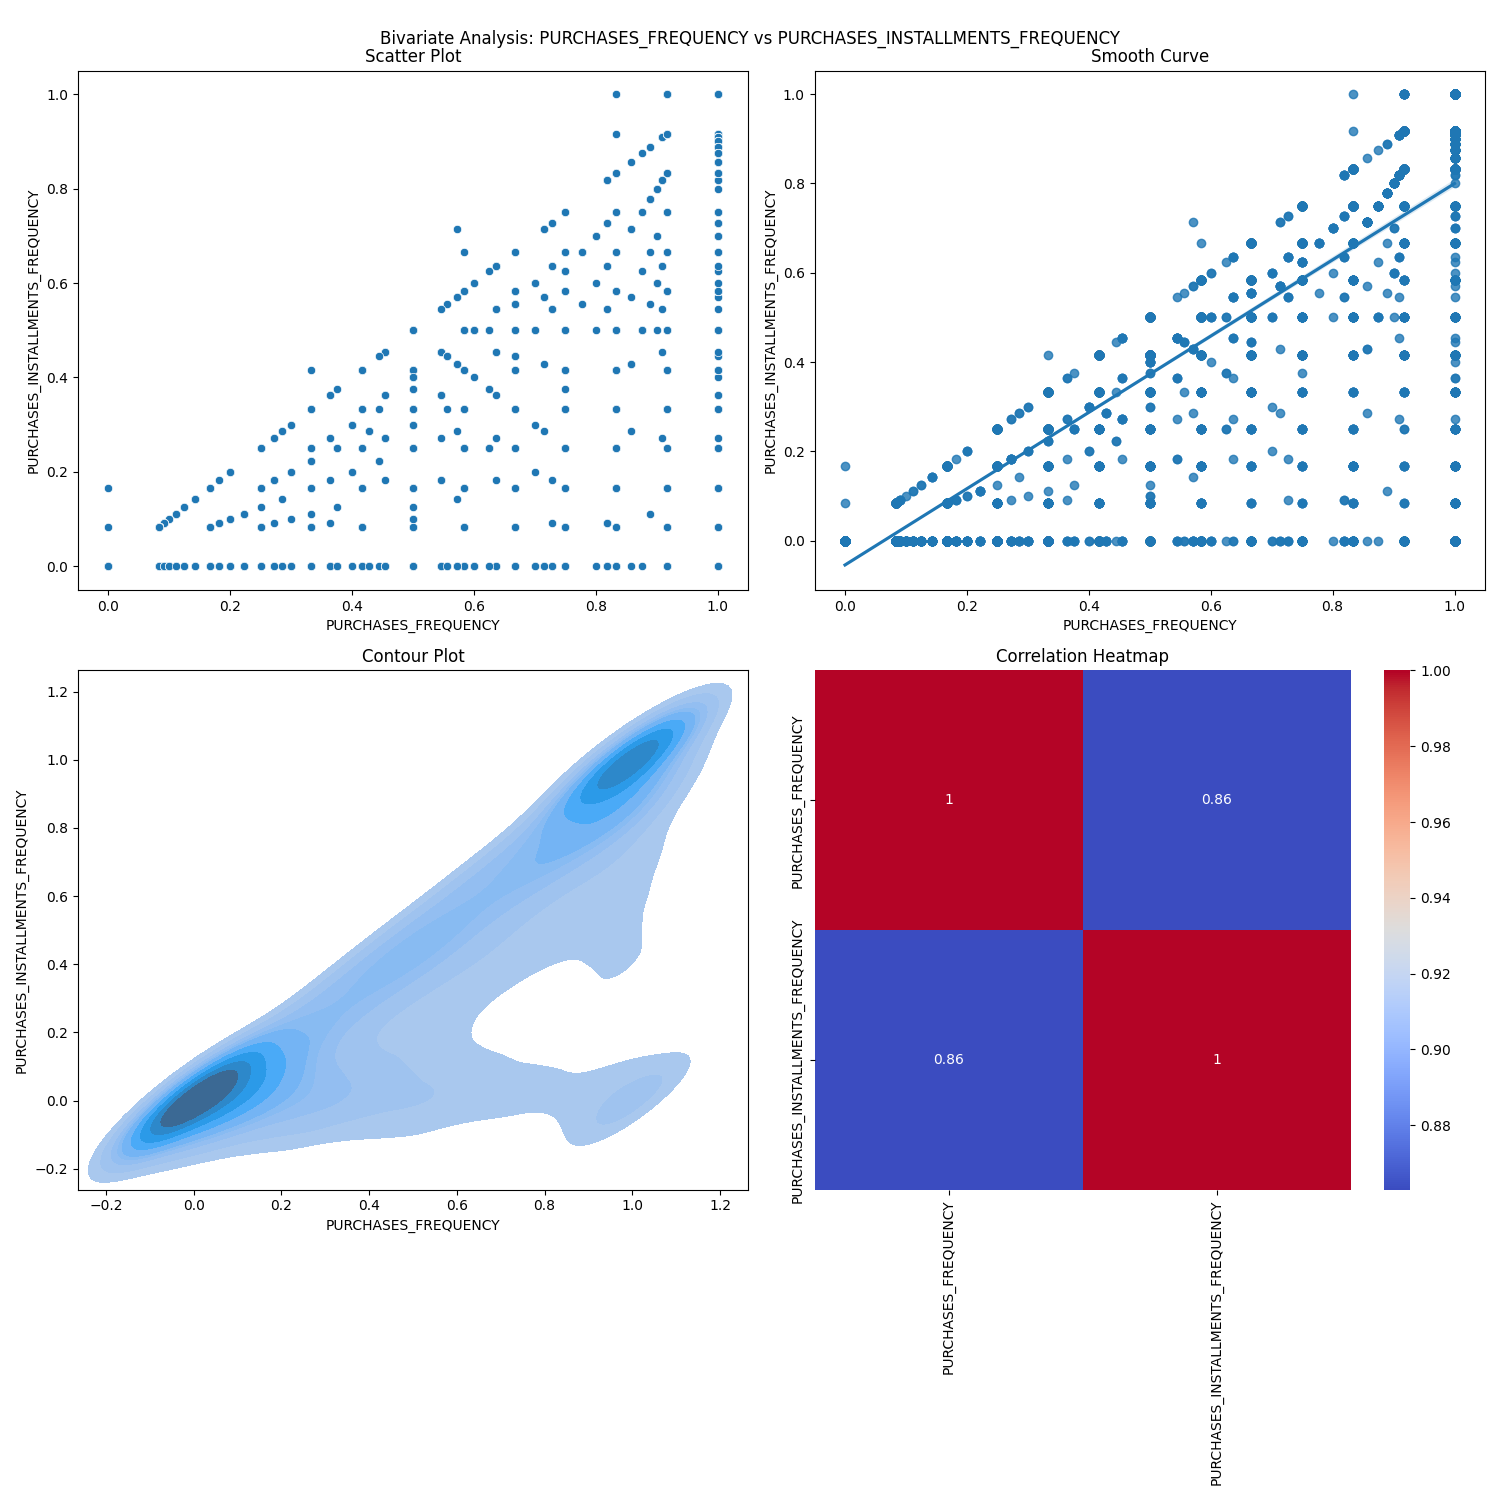 Bivariate Analysis: PURCHASES_FREQUENCY vs PURCHASES_INSTALLMENTS_FREQUENCY
Scatter Plot
PURCHASES_INSTALLMENTS_FREQUENCY
1.0
0.8
0.6
0.4
0.2
0.0
0.0 0.2 0.4 0.6 0.8 1.0
PURCHASES_FREQUENCY
Smooth Curve
PURCHASES_INSTALLMENTS_FREQUENCY
1.0
0.8
0.6
0.4
0.2
0.0
0.0 0.2 0.4 0.6 0.8 1.0
PURCHASES_FREQUENCY
Contour Plot
PURCHASES_INSTALLMENTS_FREQUENCY
1.2
1.0
0.8
0.6
0.4
0.2
0.0
−0.2
−0.2 0.0 0.2 0.4 0.6 0.8 1.0 1.2
PURCHASES_FREQUENCY
Correlation Heatmap
PURCHASES_FREQUENCY
PURCHASES_INSTALLMENTS_FREQUENCY
1 0.86
0.86 1
PURCHASES_FREQUENCY
PURCHASES_INSTALLMENTS_FREQUENCY
1.00
0.98
0.96
0.94
0.92
0.90
0.88